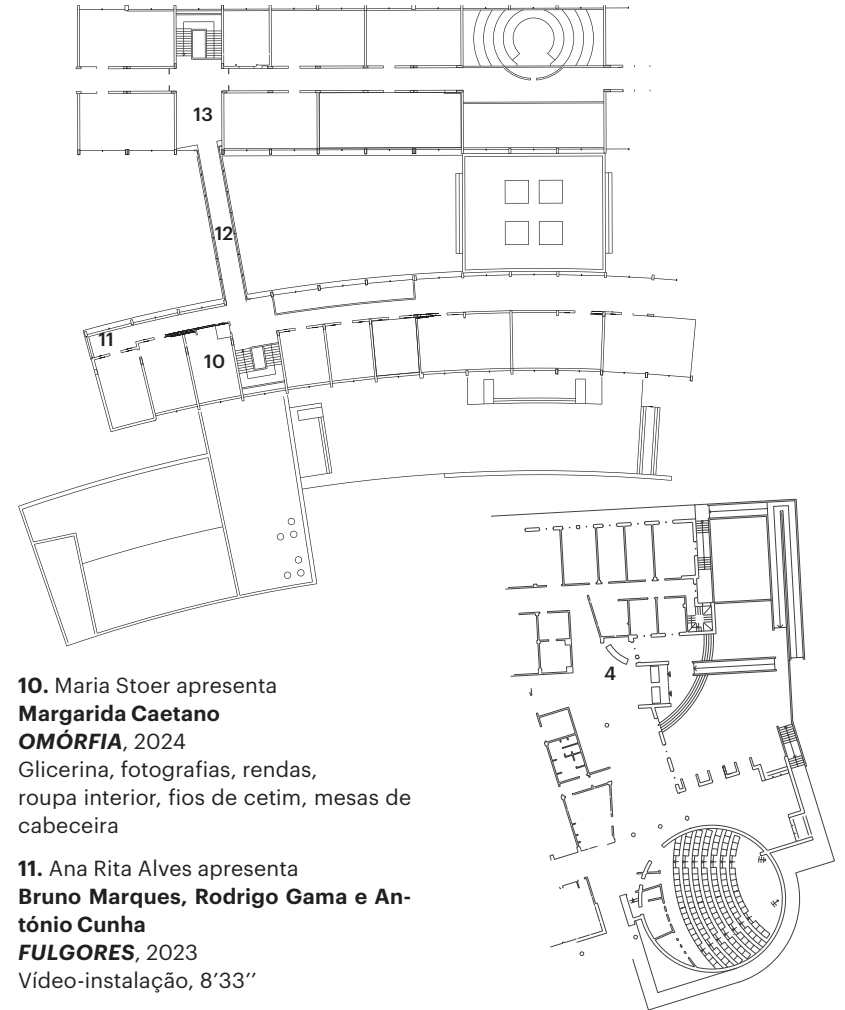 13
12
11
10
4
10. Maria Stoer apresenta
Margarida Caetano
OMÓRFIA, 2024
Glicerina, fotografias, rendas,
roupa interior, fios de cetim, mesas de
cabeceira
11. Ana Rita Alves apresenta
Bruno Marques, Rodrigo Gama e An-
tónio Cunha
FULGORES, 2023
Vídeo-instalação, 8’33’’